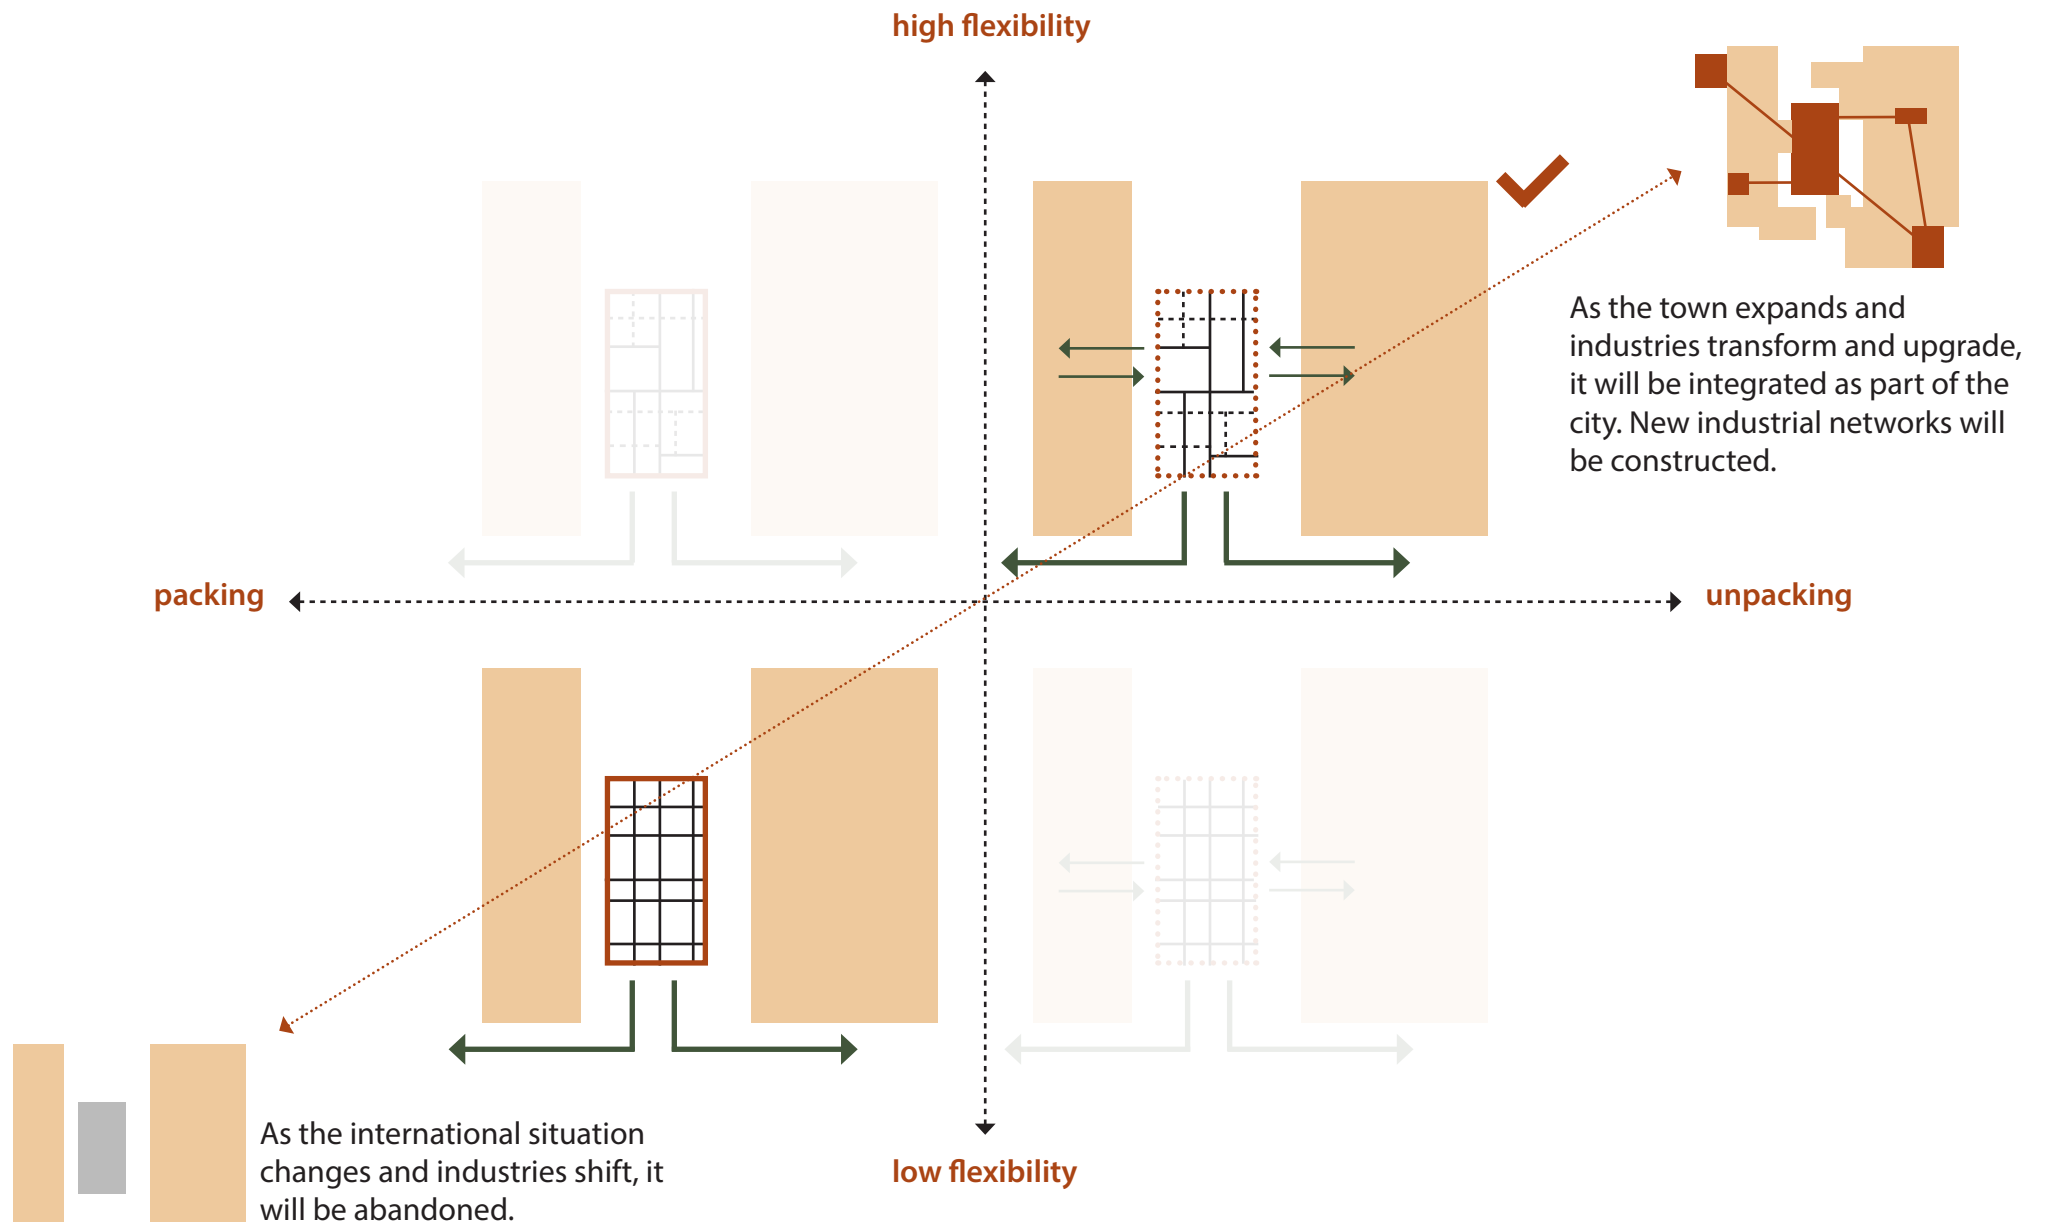 high flexibility
As the town expands and
industries transform and upgrade,
it will be integrated as part of the
city. New industrial networks will
be constructed.
packing
unpacking
As the international situation
changes and industries shift, it
will be abandoned.
low flexibility